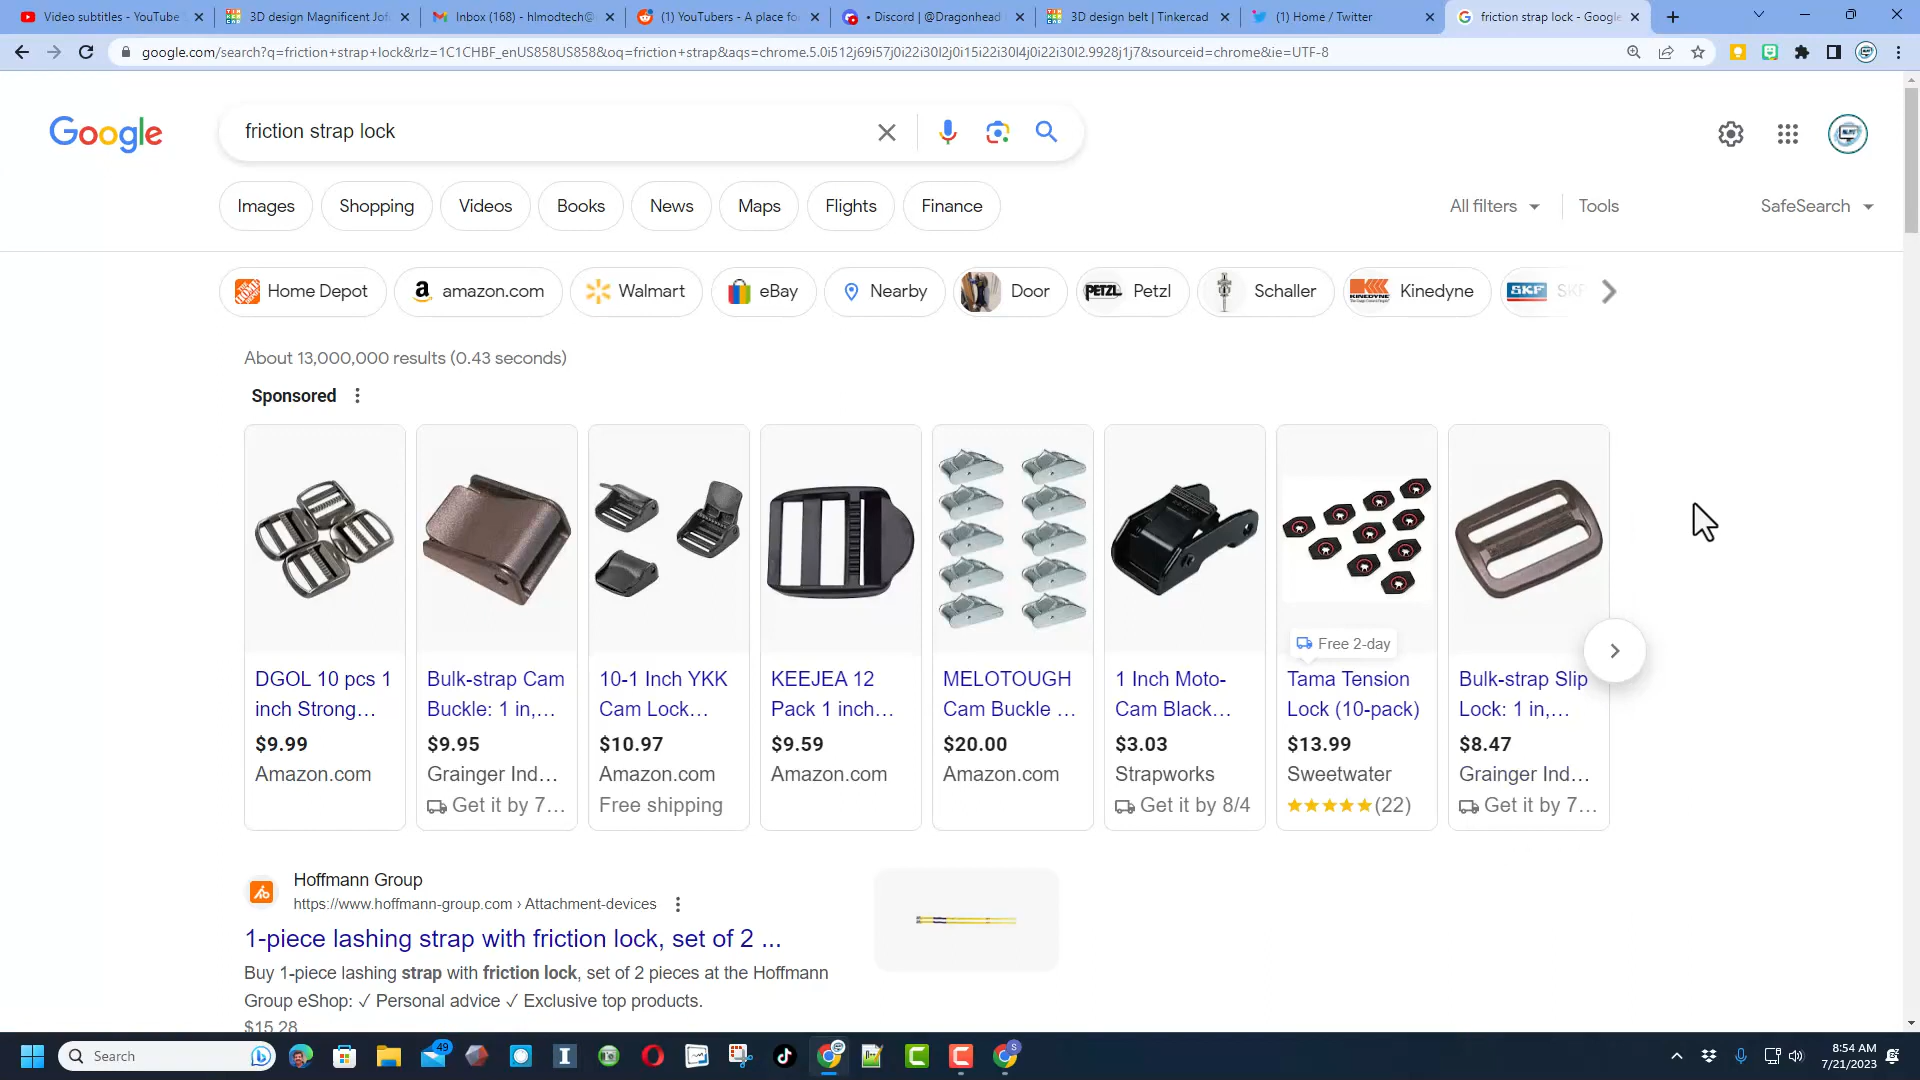 Video subtitles - YouTube
3D design Magnificent Jof
Inbox (168) - hlmodtech@
(1) YouTubers - A place fo
• Discord | @Dragonhead
3D design belt | Tinkercad
(1) Home / Twitter
friction strap lock - Google
google.com/search?q=friction+strap+lock&rlz=1C1CHBF_enUS858US858&oq=friction+strap&aqs=chrome.5.0i512j69i57j0i22i30l2j0i15i22i30l4j0i22i30l2.9928j1j7&sourceid=chrome&ie=UTF-8
Google
friction strap lock
Images
Shopping
Videos
Books
News
Maps
Flights
Finance
All filters
Tools
SafeSearch
Home Depot
amazon.com
Walmart
eBay
Nearby
Door
PETZL Petzl
Schaller
KINEDYNE Kinedyne
SKF SKF
About 13,000,000 results (0.43 seconds)
Sponsored
Free 2-day
DGOL 10 pcs 1
inch Strong...
$9.99
Amazon.com
Bulk-strap Cam
Buckle: 1 in,...
$9.95
Grainger Ind...
Get it by 7...
10-1 Inch YKK
Cam Lock...
$10.97
Amazon.com
Free shipping
KEEJEA 12
Pack 1 inch...
$9.59
Amazon.com
MELOTOUGH
Cam Buckle ...
$20.00
Amazon.com
1 Inch Moto-
Cam Black...
$3.03
Strapworks
Get it by 8/4
Tama Tension
Lock (10-pack)
$13.99
Sweetwater
★★★★★(22)
Bulk-strap Slip
Lock: 1 in,...
$8.47
Grainger Ind...
Get it by 7...
Hoffmann Group
https://www.hoffmann-group.com › Attachment-devices
1-piece lashing strap with friction lock, set of 2 ...
Buy 1-piece lashing strap with friction lock, set of 2 pieces at the Hoffmann
Group eShop: ✓ Personal advice ✓ Exclusive top products.
$15.28
Search
49
8:54 AM
7/21/2023